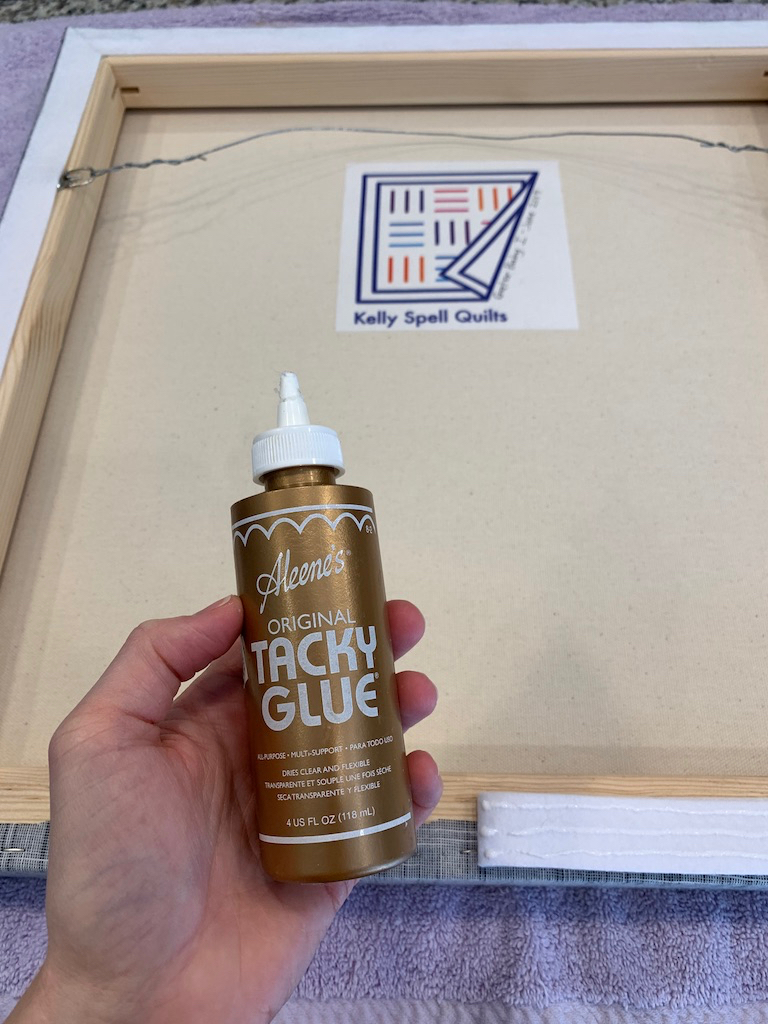 Kelly Spell Quilts
Aleene's®
ORIGINAL
TACKY
GLUE®
ALL-PURPOSE • MULTI-SUPPORT • PARA TODO USO
DRIES CLEAR AND FLEXIBLE
TRANSPARENTE ET SOUPLE UNE FOIS SÈCHE
SECA TRANSPARENTE Y FLEXIBLE
4 US FL OZ (118 mL)